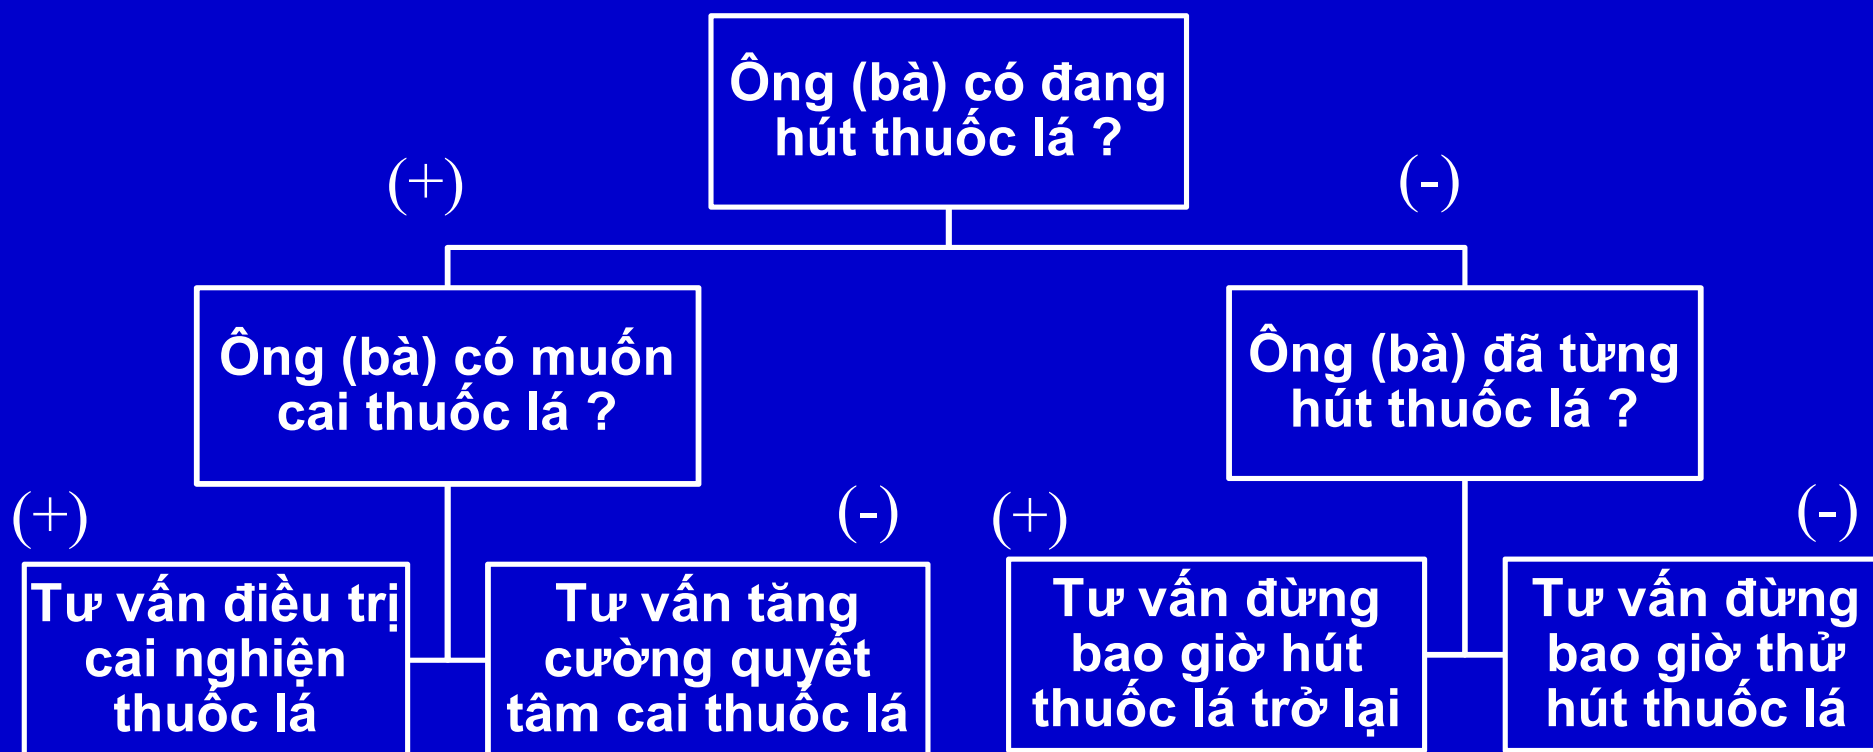 Ông (bà) có đang
hút thuốc lá ?
(+)
(-)
Ông (bà) có muốn
cai thuốc lá ?
Ông (bà) đã từng
hút thuốc lá ?
(+)
(-)
(+)
(-)
Tư vấn điều trị
cai nghiện
thuốc lá
Tư vấn tăng
cường quyết
tâm cai thuốc lá
Tư vấn đừng
bao giờ hút
thuốc lá trở lại
Tư vấn đừng
bao giờ thử
hút thuốc lá